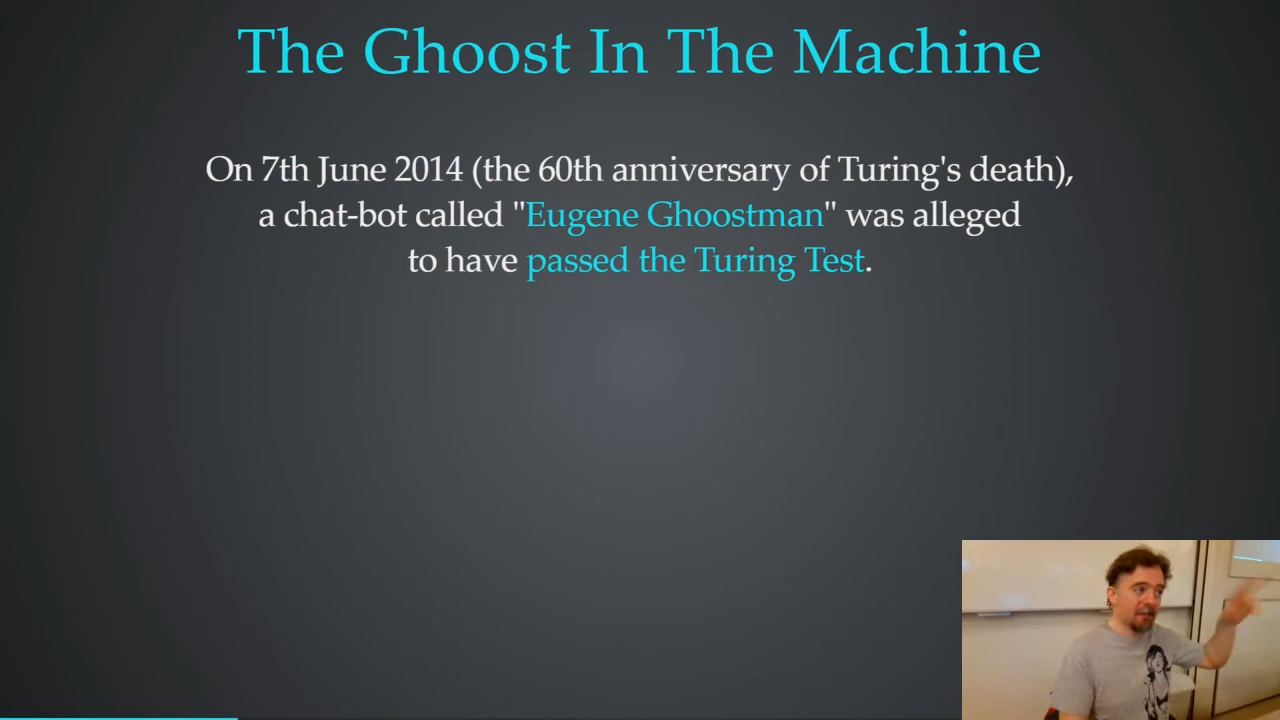 The Ghoost In The Machine
On 7th June 2014 (the 60th anniversary of Turing's death),
a chat-bot called "Eugene Ghoostman" was alleged
to have passed the Turing Test.